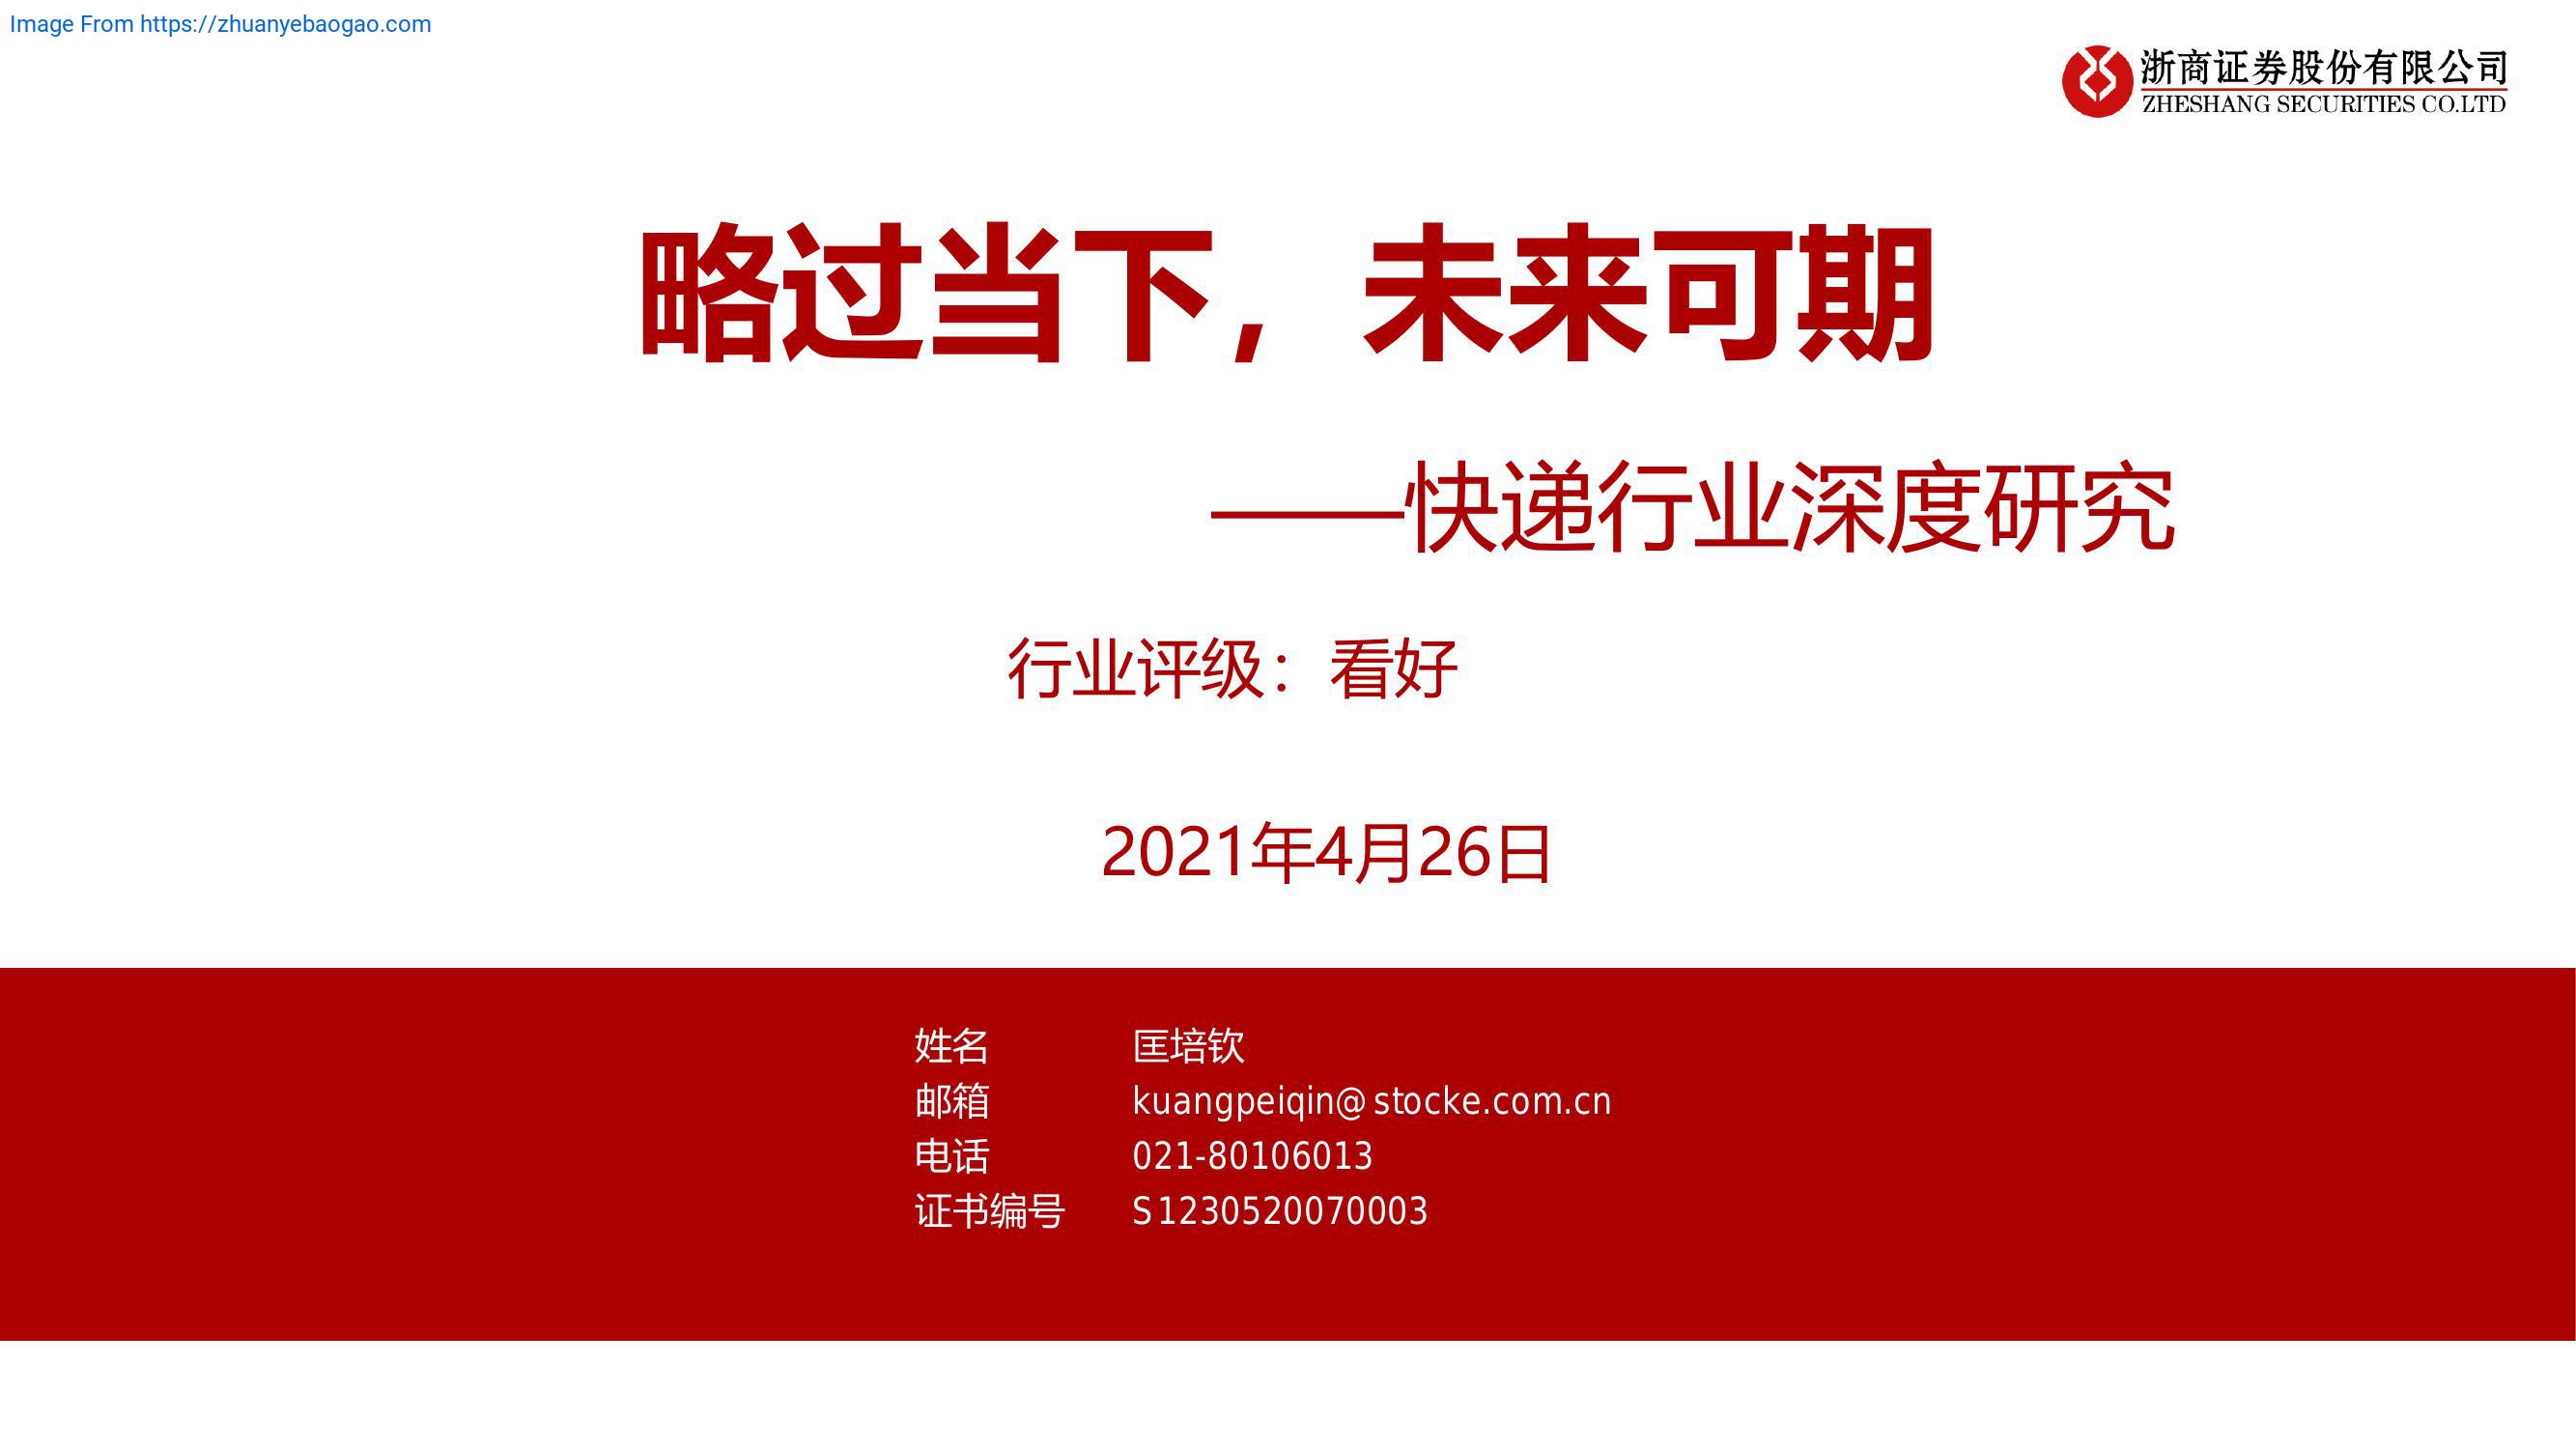 Image From https://zhuanyebaogao.com
浙商证券股份有限公司
ZHESHANG SECURITIES CO.LTD
略过当下，未来可期
——快递行业深度研究
行业评级：看好
2021年4月26日
姓名 匡培钦
邮箱 kuangpeiqin@stocke.com.cn
电话 021-80106013
证书编号 S1230520070003